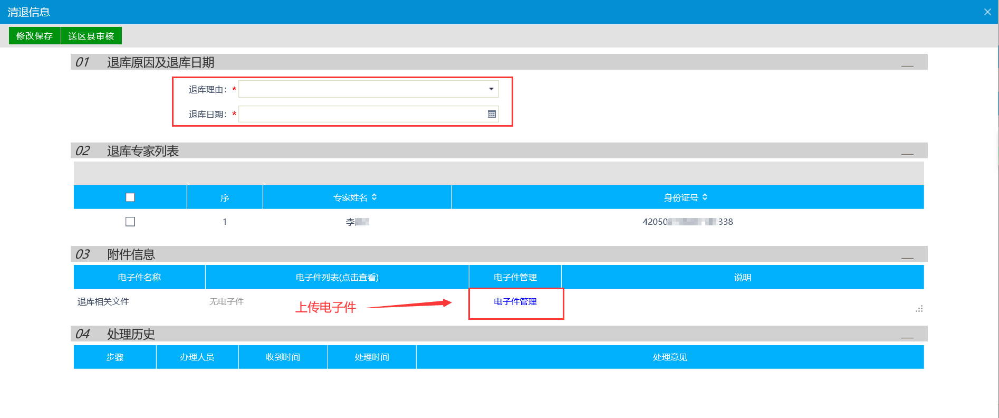 清退信息
修改保存 送区县审核
01 退库原因及退库日期
退库理由：*
退库日期：*
02 退库专家列表
序 专家姓名 身份证号
1 李 42050 338
03 附件信息
电子件名称 电子件列表(点击查看) 电子件管理 说明
退库相关文件 无电子件 上传电子件 电子件管理
04 处理历史
步骤 办理人员 收到时间 处理时间 处理意见